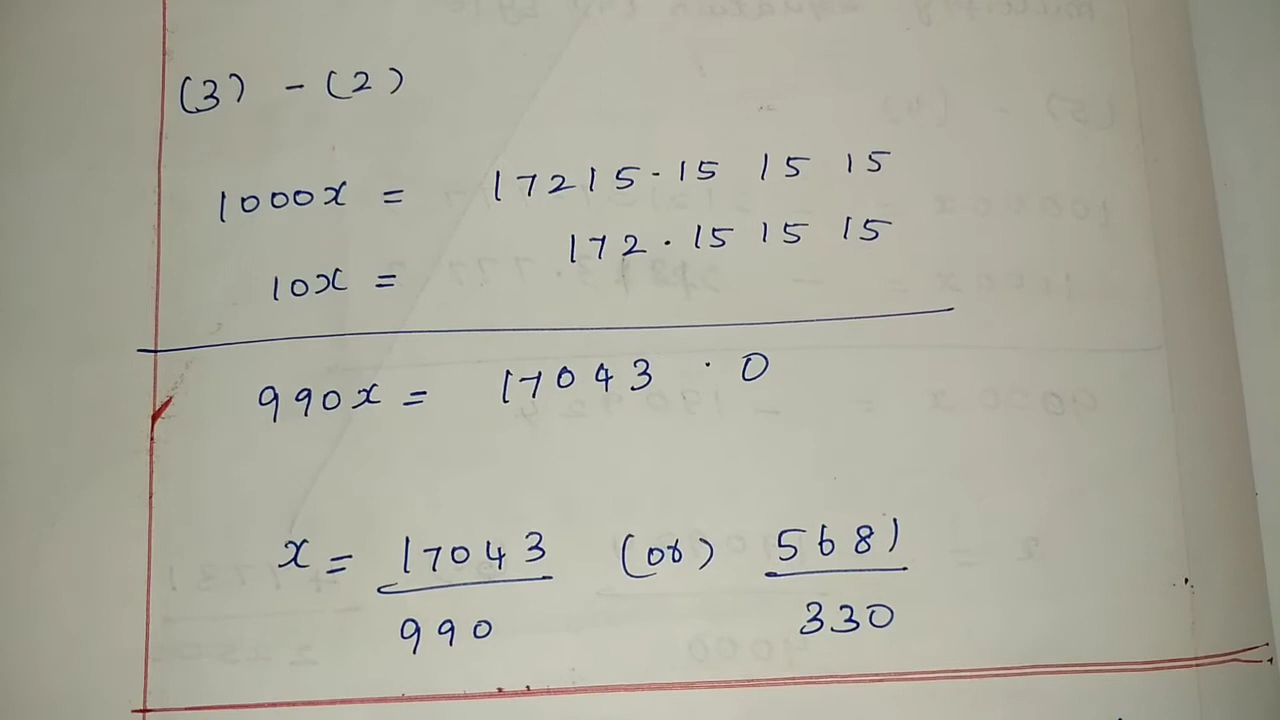 (3) - (2)
1000x = 17215.15 15 15
10x = 172.15 15 15
990x = 17043 . 0
x = 17043 (or) 5681
990 330